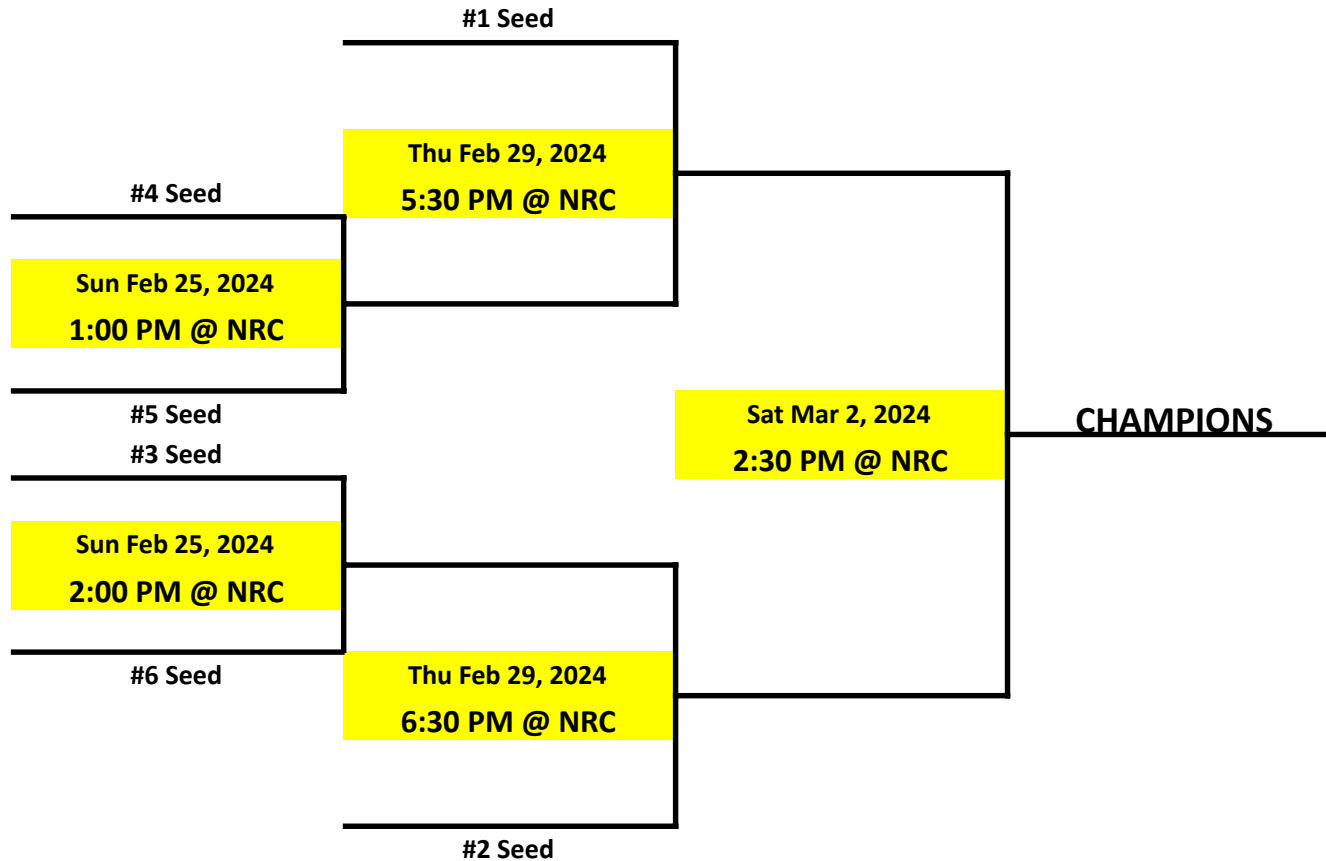 #1 Seed
Thu Feb 29, 2024
5:30 PM @ NRC
#4 Seed
Sun Feb 25, 2024
1:00 PM @ NRC
#5 Seed
Sat Mar 2, 2024
2:30 PM @ NRC
CHAMPIONS
#3 Seed
Sun Feb 25, 2024
2:00 PM @ NRC
#6 Seed
Thu Feb 29, 2024
6:30 PM @ NRC
#2 Seed